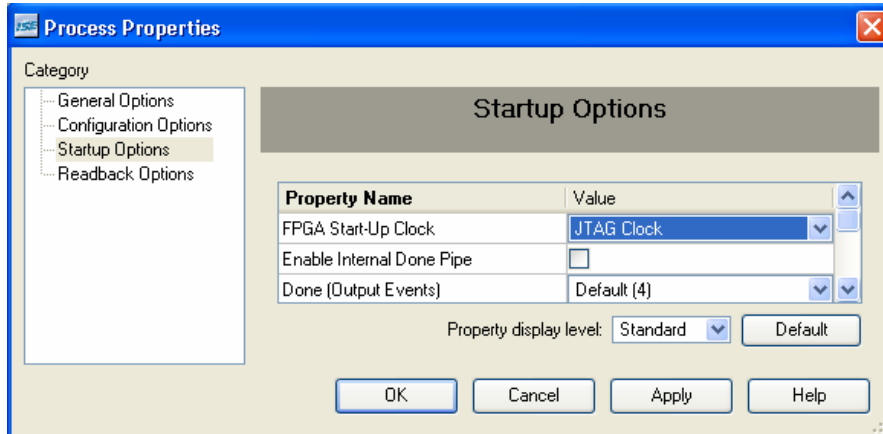 ISE Process Properties
Category
General Options
Configuration Options
Startup Options
Readback Options
Startup Options
Property Name Value
FPGA Start-Up Clock JTAG Clock
Enable Internal Done Pipe
Done (Output Events) Default (4)
Property display level: Standard Default
OK Cancel Apply Help